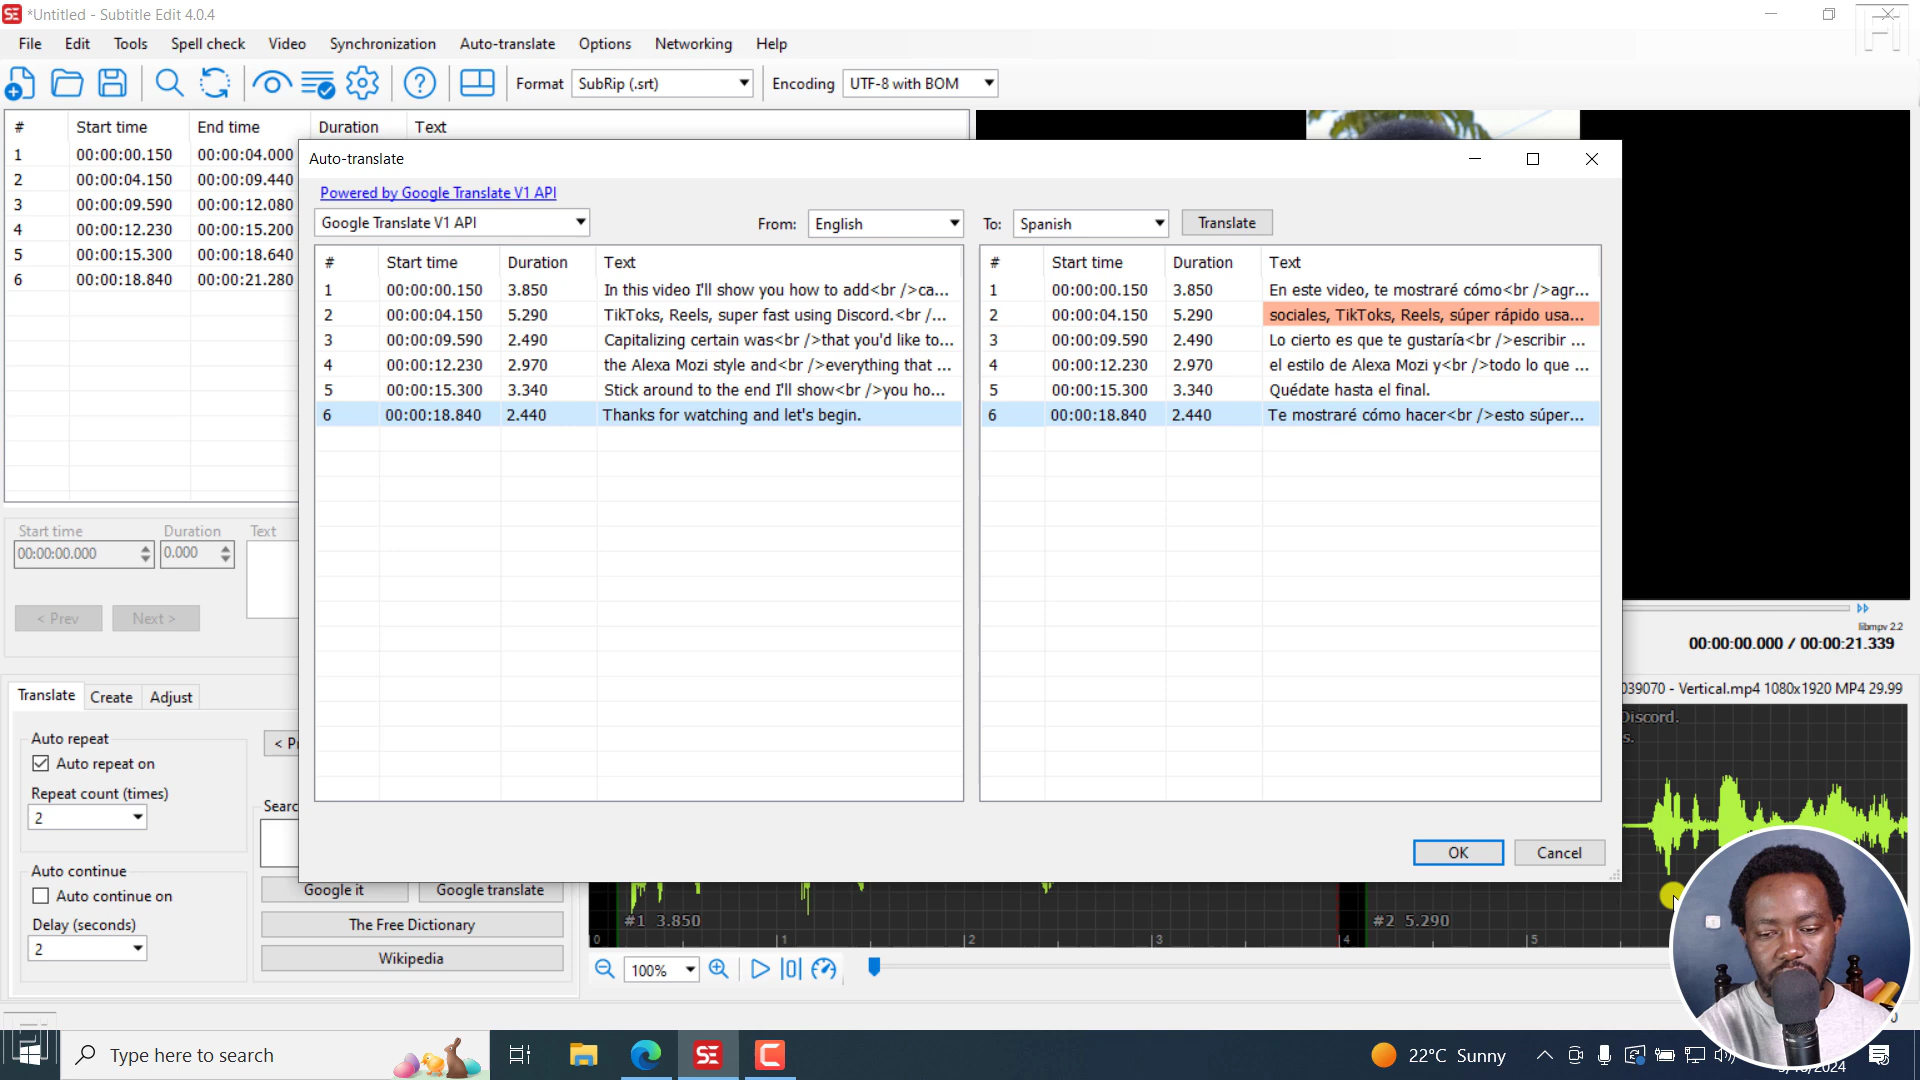 *Untitled - Subtitle Edit 4.0.4
File Edit Tools Spell check Video Synchronization Auto-translate Options Networking Help
Format SubRip (.srt) Encoding UTF-8 with BOM
# Start time End time Duration Text
1 00:00:00.150 00:00:04.000
2 00:00:04.150 00:00:09.440
3 00:00:09.590 00:00:12.080
4 00:00:12.230 00:00:15.200
5 00:00:15.300 00:00:18.640
6 00:00:18.840 00:00:21.280
Auto-translate
Powered by Google Translate V1 API
Google Translate V1 API From: English To: Spanish Translate
# Start time Duration Text
1 00:00:00.150 3.850 In this video I'll show you how to add<br />ca...
2 00:00:04.150 5.290 TikToks, Reels, super fast using Discord.<br /...
3 00:00:09.590 2.490 Capitalizing certain was<br />that you'd like to...
4 00:00:12.230 2.970 the Alexa Mozi style and<br />everything that ...
5 00:00:15.300 3.340 Stick around to the end I'll show<br />you ho...
6 00:00:18.840 2.440 Thanks for watching and let's begin.
# Start time Duration Text
1 00:00:00.150 3.850 En este video, te mostraré cómo<br />agr...
2 00:00:04.150 5.290 sociales, TikToks, Reels, súper rápido usa...
3 00:00:09.590 2.490 Lo cierto es que te gustaría<br />escribir ...
4 00:00:12.230 2.970 el estilo de Alexa Mozi y<br />todo lo que ...
5 00:00:15.300 3.340 Quédate hasta el final.
6 00:00:18.840 2.440 Te mostraré cómo hacer<br />esto súper...
OK Cancel
Start time Duration Text
00:00:00.000 0.000
< Prev Next >
libmpv 2.2
00:00:00.000 / 00:00:21.339
Translate Create Adjust
039070 - Vertical.mp4 1080x1920 MP4 29.99
Discord.
s.
Auto repeat
Auto repeat on
Repeat count (times)
2
< Pr
Searc
Auto continue
Auto continue on
Delay (seconds)
2
Google it Google translate
The Free Dictionary
Wikipedia
#1 3.850 #2 5.290
0 1 2 3 4 5
100%
Type here to search
SE
22°C Sunny